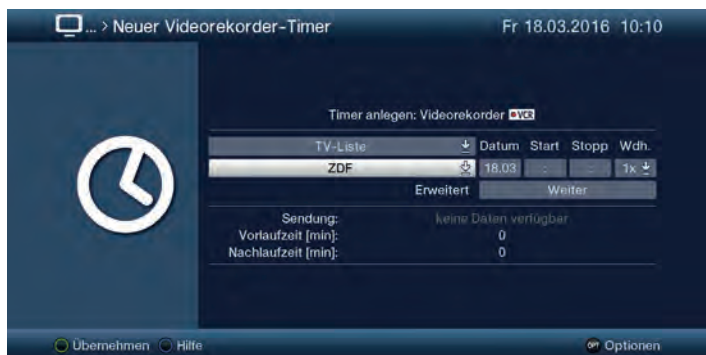 ... > Neuer Videorekorder-Timer Fr 18.03.2016 10:10
Timer anlegen: Videorekorder VCR
TV-Liste Datum Start Stopp Wdh.
ZDF 18.03 : : 1x
Erweitert Weiter
Sendung: keine Daten verfügbar
Vorlaufzeit [min]: 0
Nachlaufzeit [min]: 0
Übernehmen Hilfe OPT Optionen